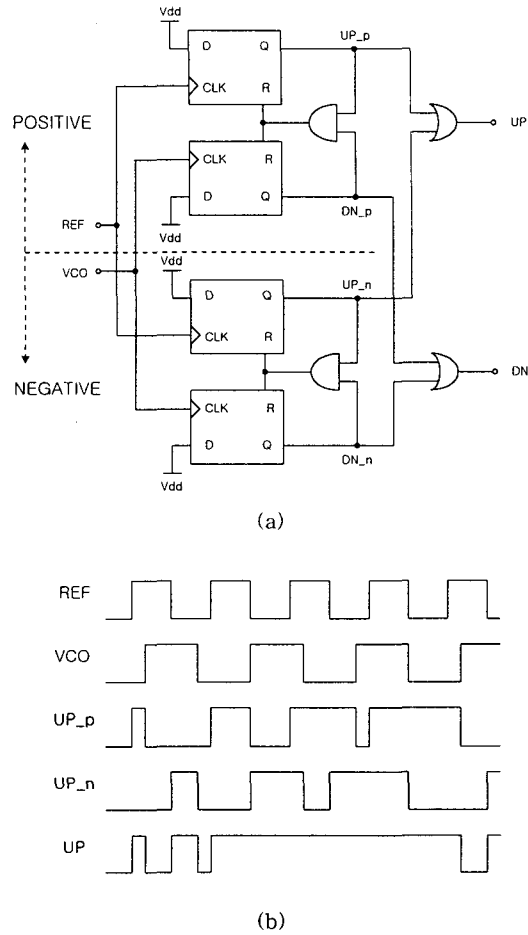 Vdd
D
Q
UP_p
CLK
R
POSITIVE
UP
CLK
R
REF
D
Q
DN_p
Vdd
VCO
Vdd
UP_n
D
Q
CLK
R
NEGATIVE
DN
CLK
R
D
Q
DN_n
Vdd
(a)
REF
VCO
UP_p
UP_n
UP
(b)